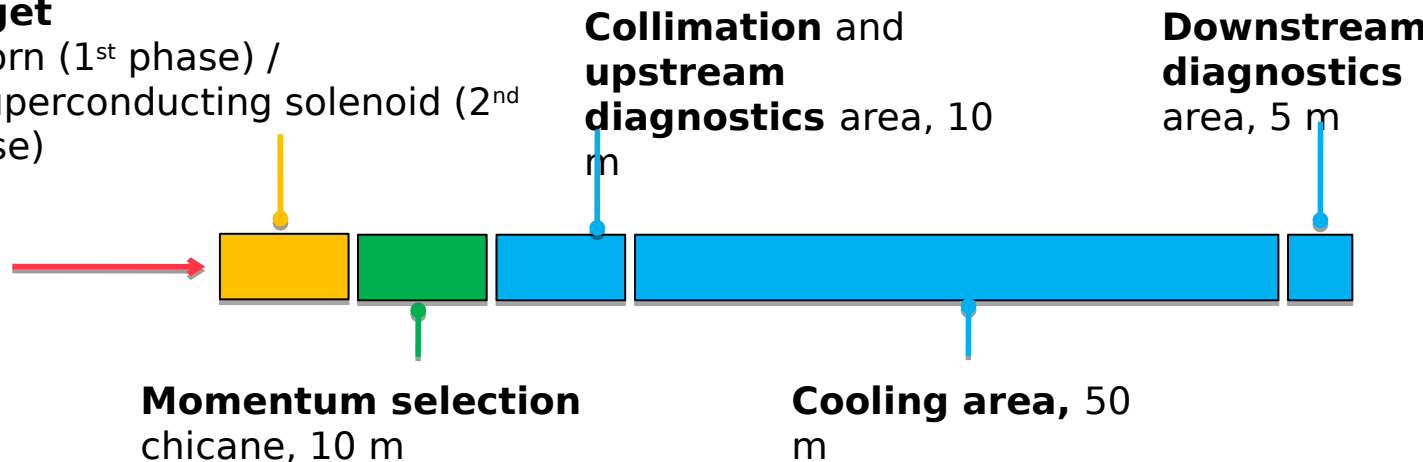 get
orn (1st phase) /
uperconducting solenoid (2nd
se)
Collimation and
upstream
diagnostics area, 10
m
Downstream
diagnostics
area, 5 m
Momentum selection
chicane, 10 m
Cooling area, 50
m